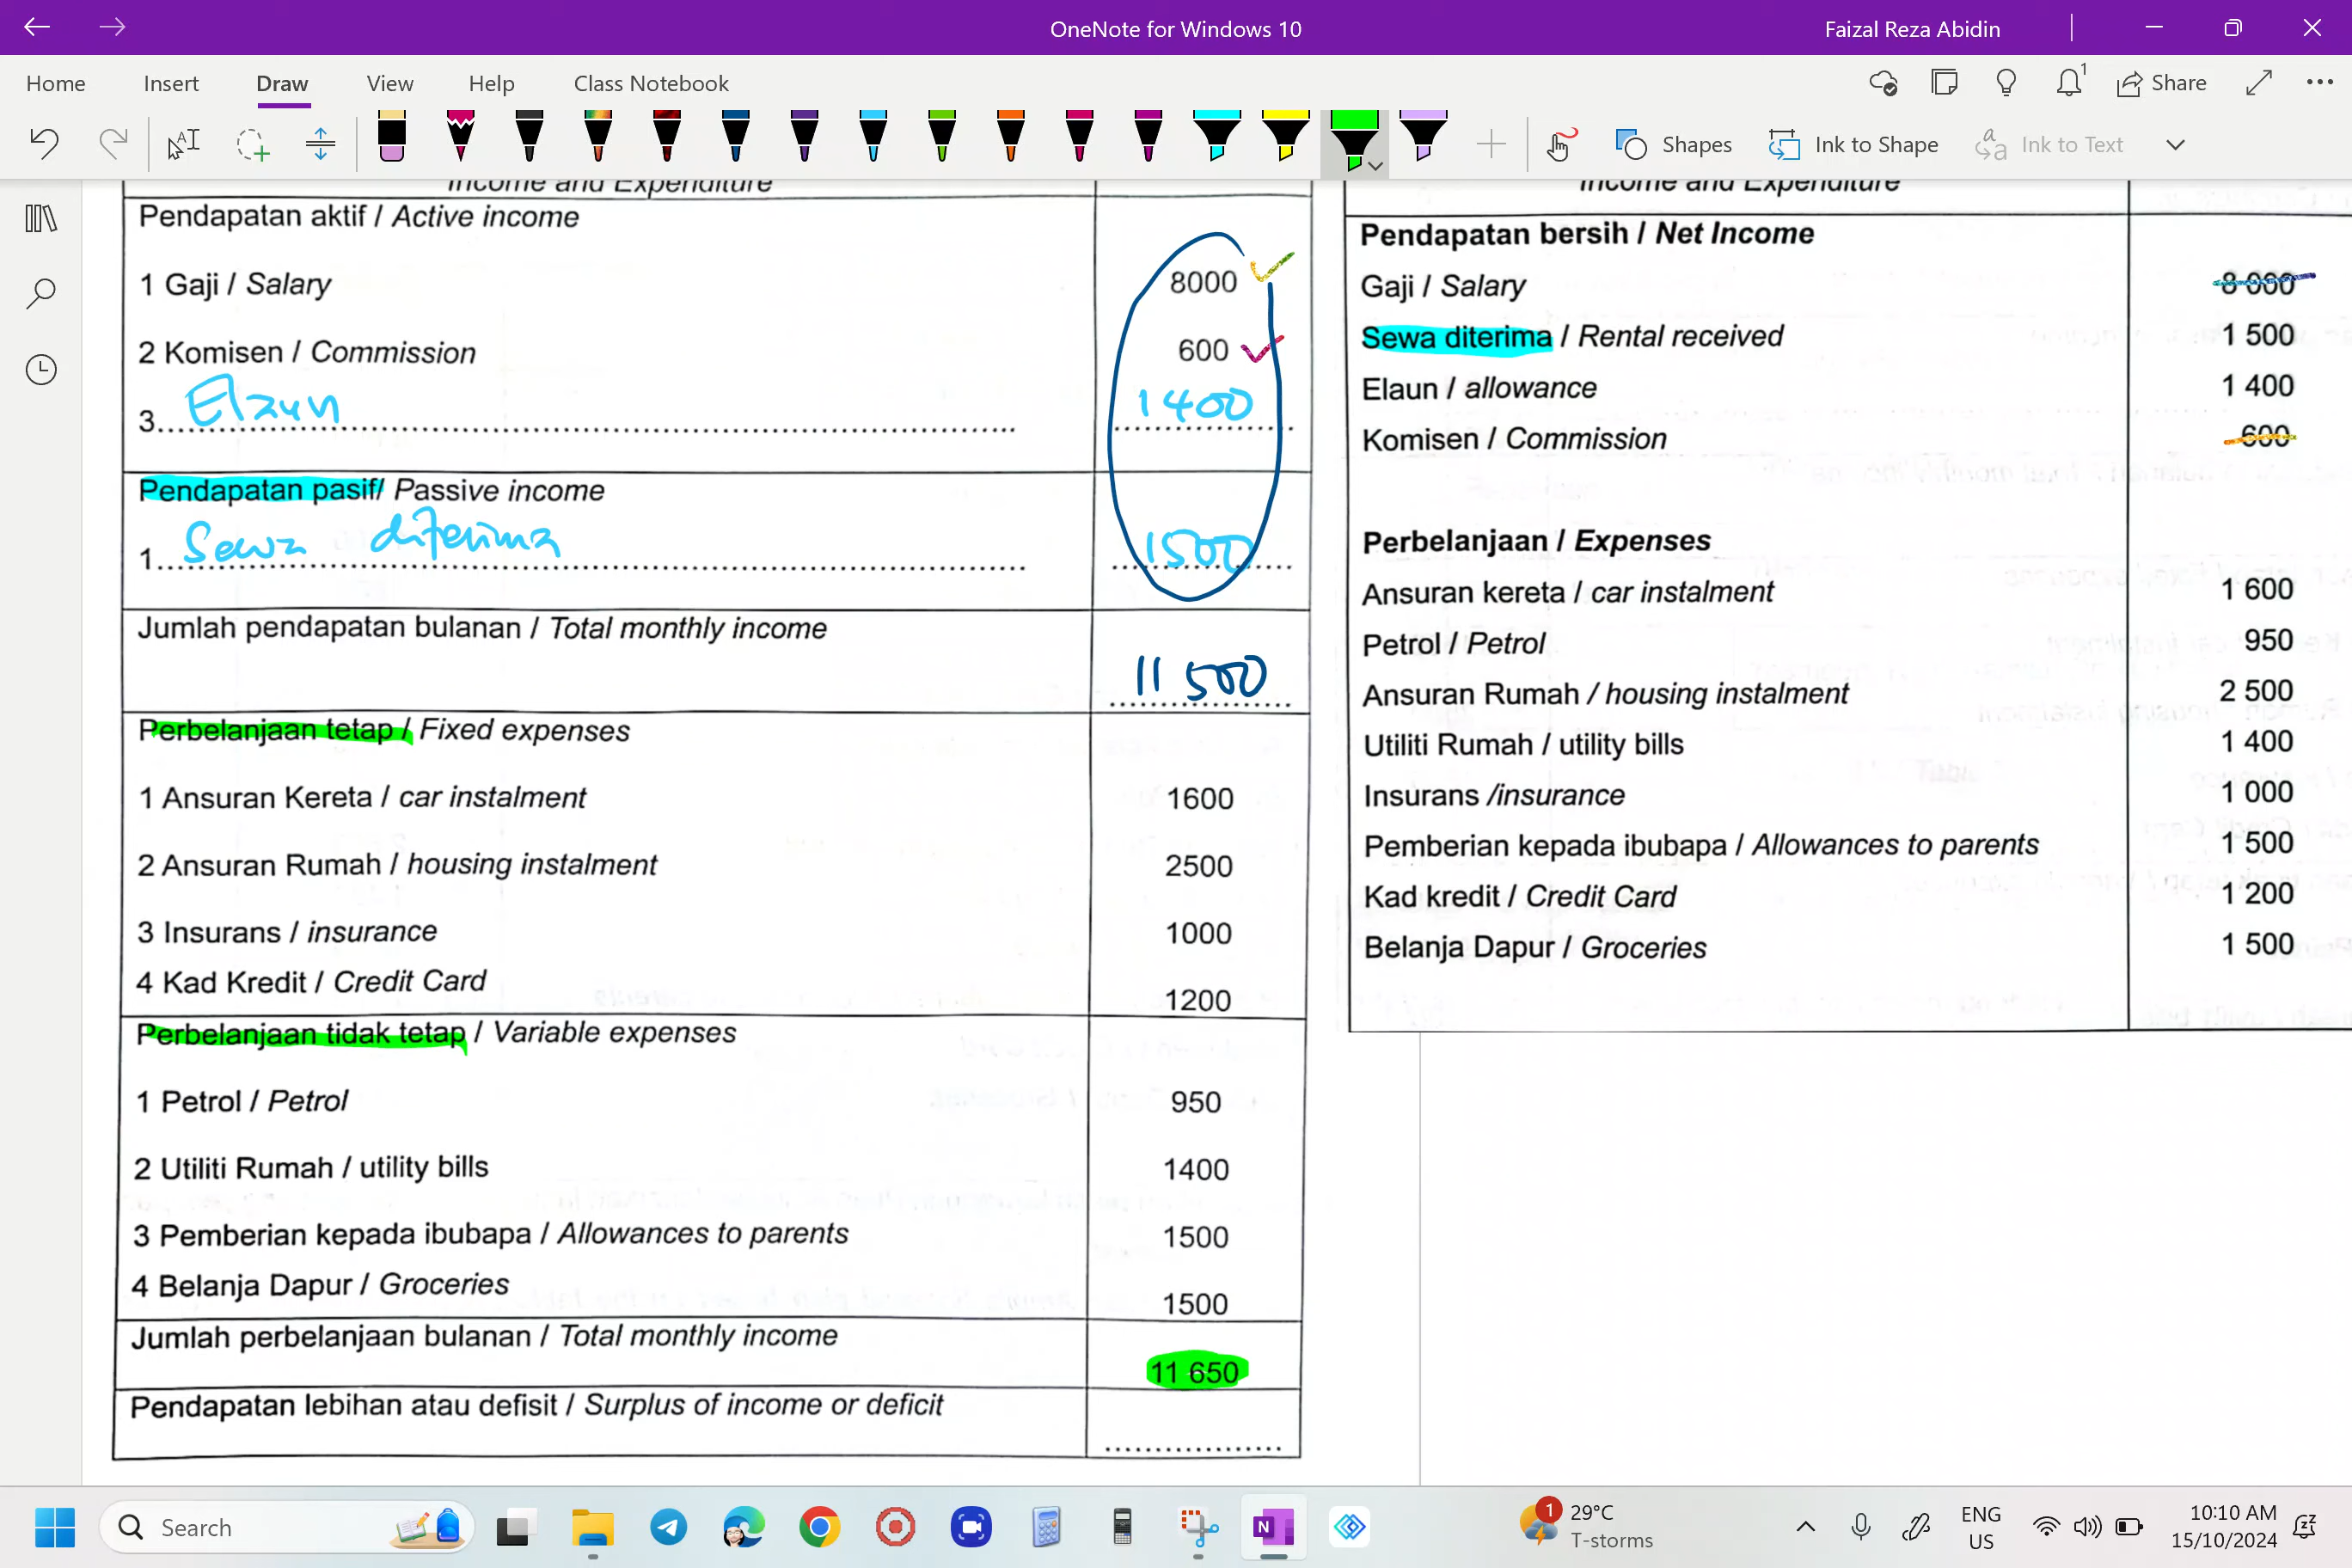 OneNote for Windows 10
Faizal Reza Abidin
Home Insert Draw View Help Class Notebook
1
Share
Shapes Ink to Shape Ink to Text
Income and Expenditure
Pendapatan aktif / Active income
1 Gaji / Salary 8000
2 Komisen / Commission 600
3. Elaun 1400
Pendapatan pasif/ Passive income
1. Sewa diterima 1500
Jumlah pendapatan bulanan / Total monthly income
11 500
Perbelanjaan tetap / Fixed expenses
1 Ansuran Kereta / car instalment 1600
2 Ansuran Rumah / housing instalment 2500
3 Insurans / insurance 1000
4 Kad Kredit / Credit Card 1200
Perbelanjaan tidak tetap / Variable expenses
1 Petrol / Petrol 950
2 Utiliti Rumah / utility bills 1400
3 Pemberian kepada ibubapa / Allowances to parents 1500
4 Belanja Dapur / Groceries 1500
Jumlah perbelanjaan bulanan / Total monthly income
11 650
Pendapatan lebihan atau defisit / Surplus of income or deficit
Income and Expenditure
Pendapatan bersih / Net Income
Gaji / Salary 8 000
Sewa diterima / Rental received 1 500
Elaun / allowance 1 400
Komisen / Commission 600
Perbelanjaan / Expenses
Ansuran kereta / car instalment 1 600
Petrol / Petrol 950
Ansuran Rumah / housing instalment 2 500
Utiliti Rumah / utility bills 1 400
Insurans /insurance 1 000
Pemberian kepada ibubapa / Allowances to parents 1 500
Kad kredit / Credit Card 1 200
Belanja Dapur / Groceries 1 500
Search
1
29°C
T-storms
ENG
US
10:10 AM
15/10/2024